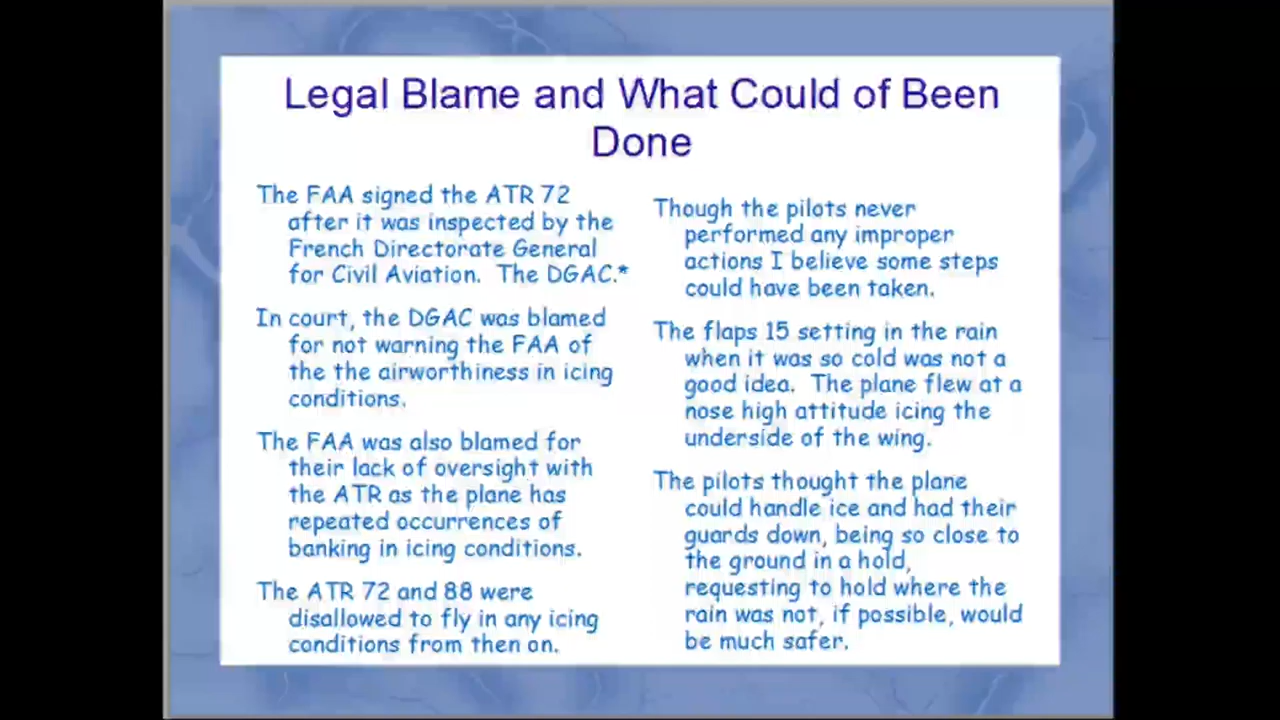 Legal Blame and What Could of Been
Done
The FAA signed the ATR 72
after it was inspected by the
French Directorate General
for Civil Aviation. The DGAC.*
In court, the DGAC was blamed
for not warning the FAA of
the the airworthiness in icing
conditions.
The FAA was also blamed for
their lack of oversight with
the ATR as the plane has
repeated occurrences of
banking in icing conditions.
The ATR 72 and 88 were
disallowed to fly in any icing
conditions from then on.
Though the pilots never
performed any improper
actions I believe some steps
could have been taken.
The flaps 15 setting in the rain
when it was so cold was not a
good idea. The plane flew at a
nose high attitude icing the
underside of the wing.
The pilots thought the plane
could handle ice and had their
guards down, being so close to
the ground in a hold,
requesting to hold where the
rain was not, if possible, would
be much safer.